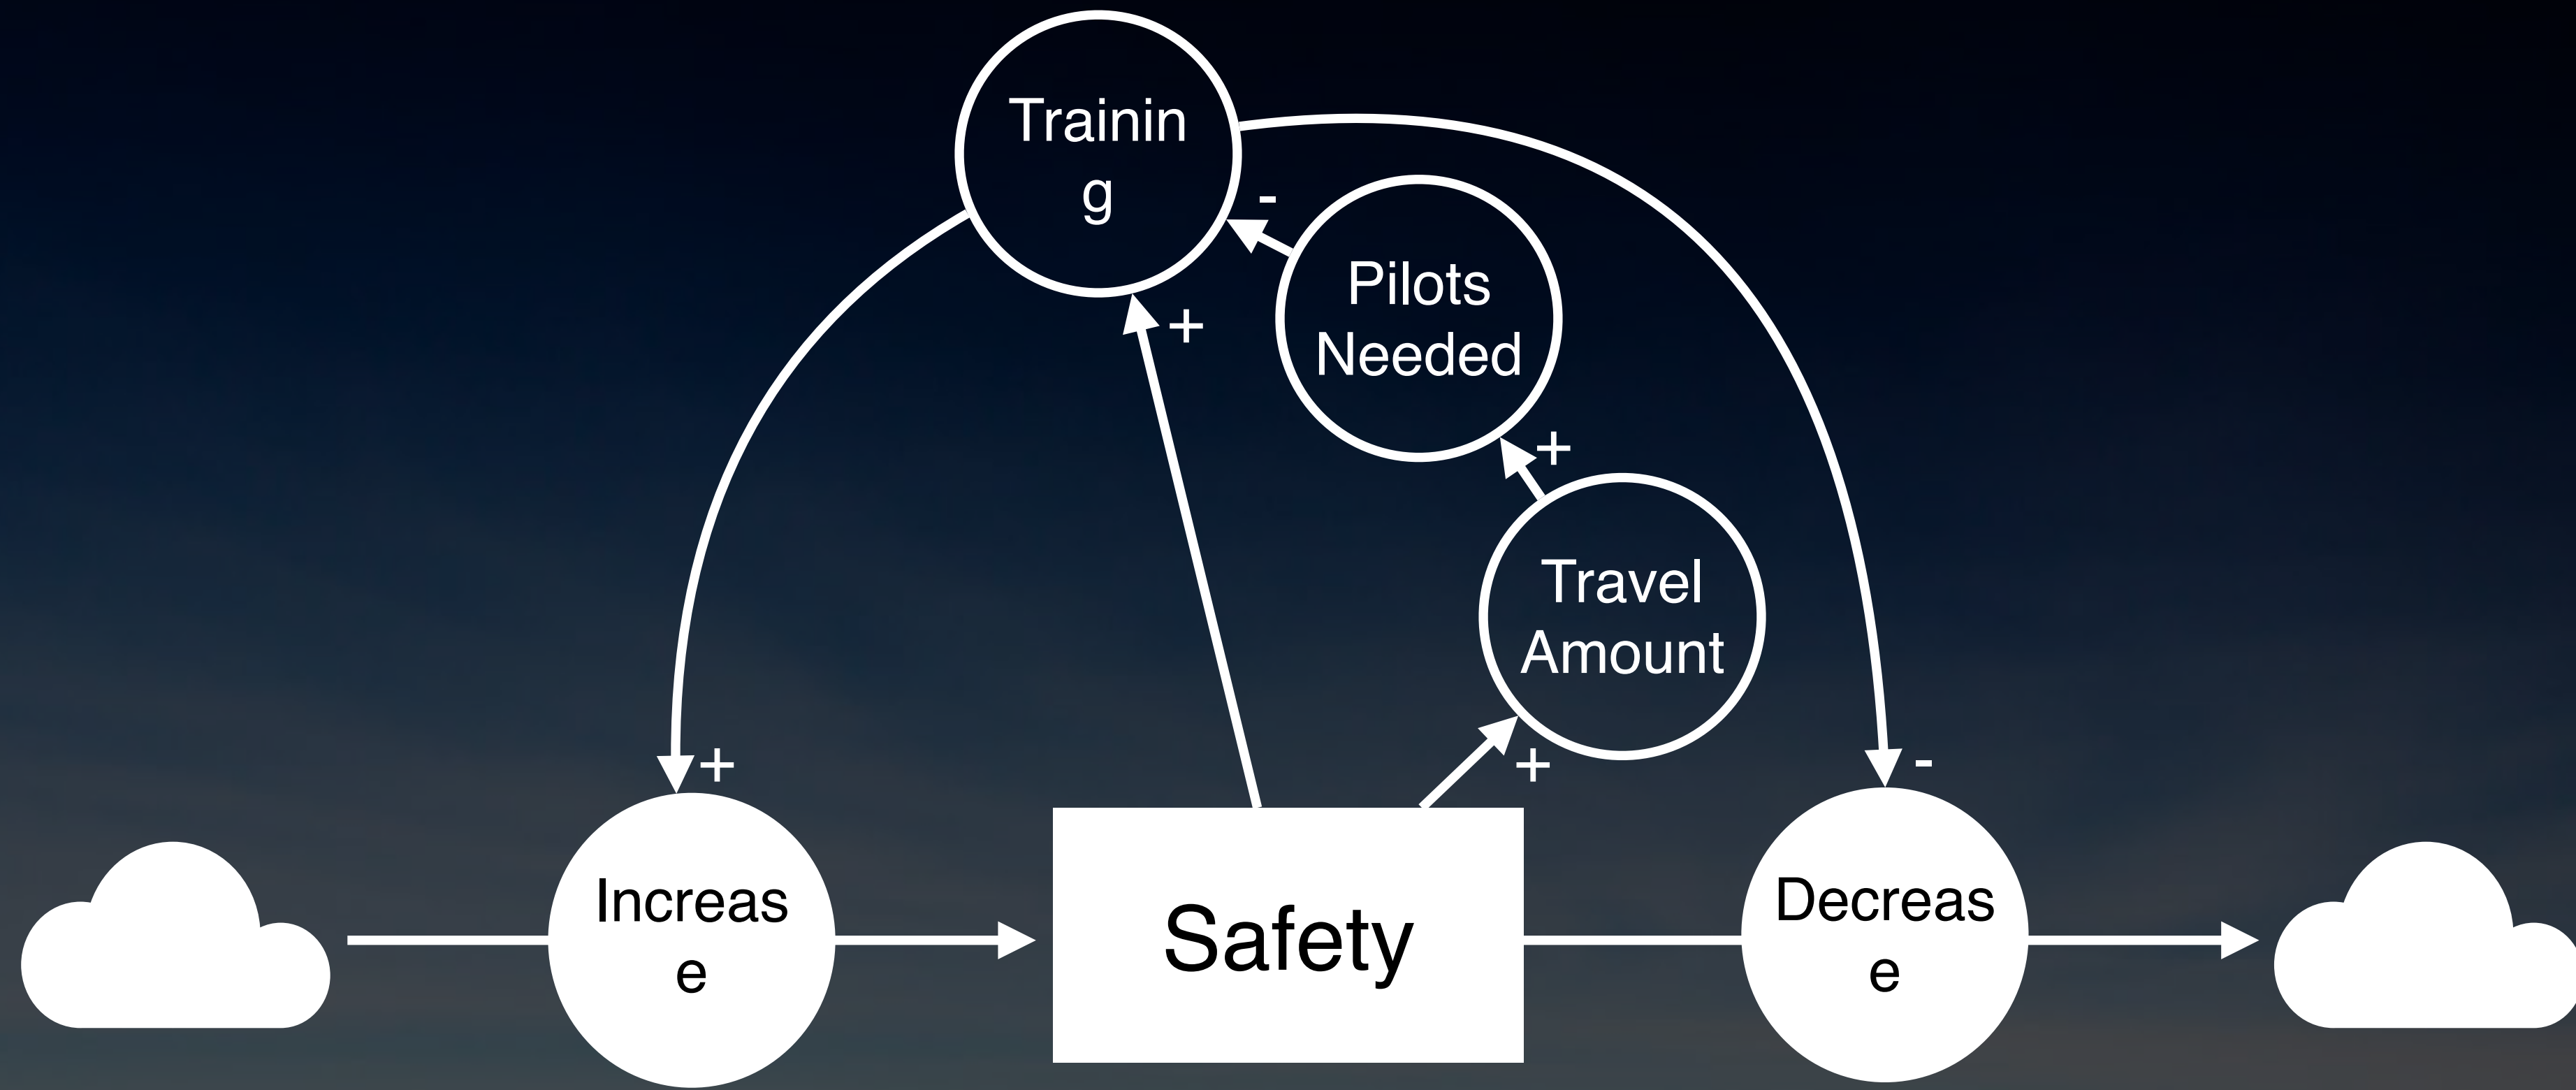 Trainin
g
-
Pilots
Needed
+
+
Travel
Amount
+
+
-
Increas
e
Safety
Decreas
e